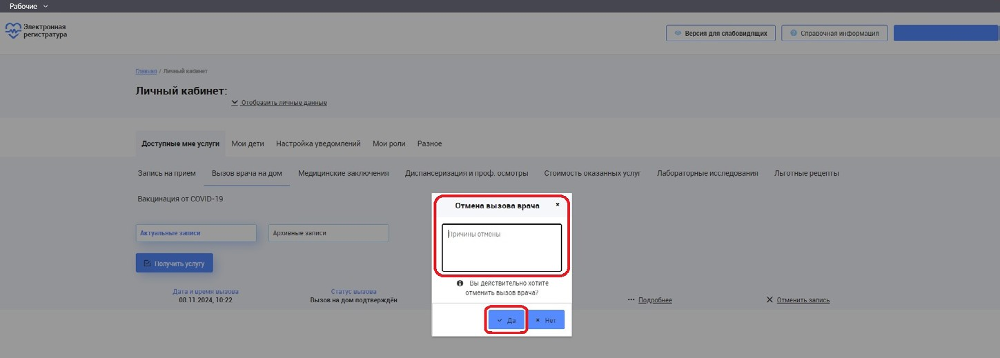 Рабочие
Электронная
регистратура
Версия для слабовидящих
Справочная информация
Главная / Личный кабинет
Личный кабинет:
Отобразить личные данные
Доступные мне услуги Мои дети Настройка уведомлений Мои роли Разное
Запись на прием Вызов врача на дом Медицинские заключения Диспансеризация и проф. осмотры Стоимость оказанных услуг Лабораторные исследования Льготные рецепты
Вакцинация от COVID-19
Отмена вызова врача
Причины отмены
Актуальные записи Архивные записи
Получить услугу
Вы действительно хотите
отменить вызов врача?
Дата и время вызова Статус вызова
08.11.2024, 10:22 Вызов на дом подтверждён Подробнее Отменить запись
Да Нет